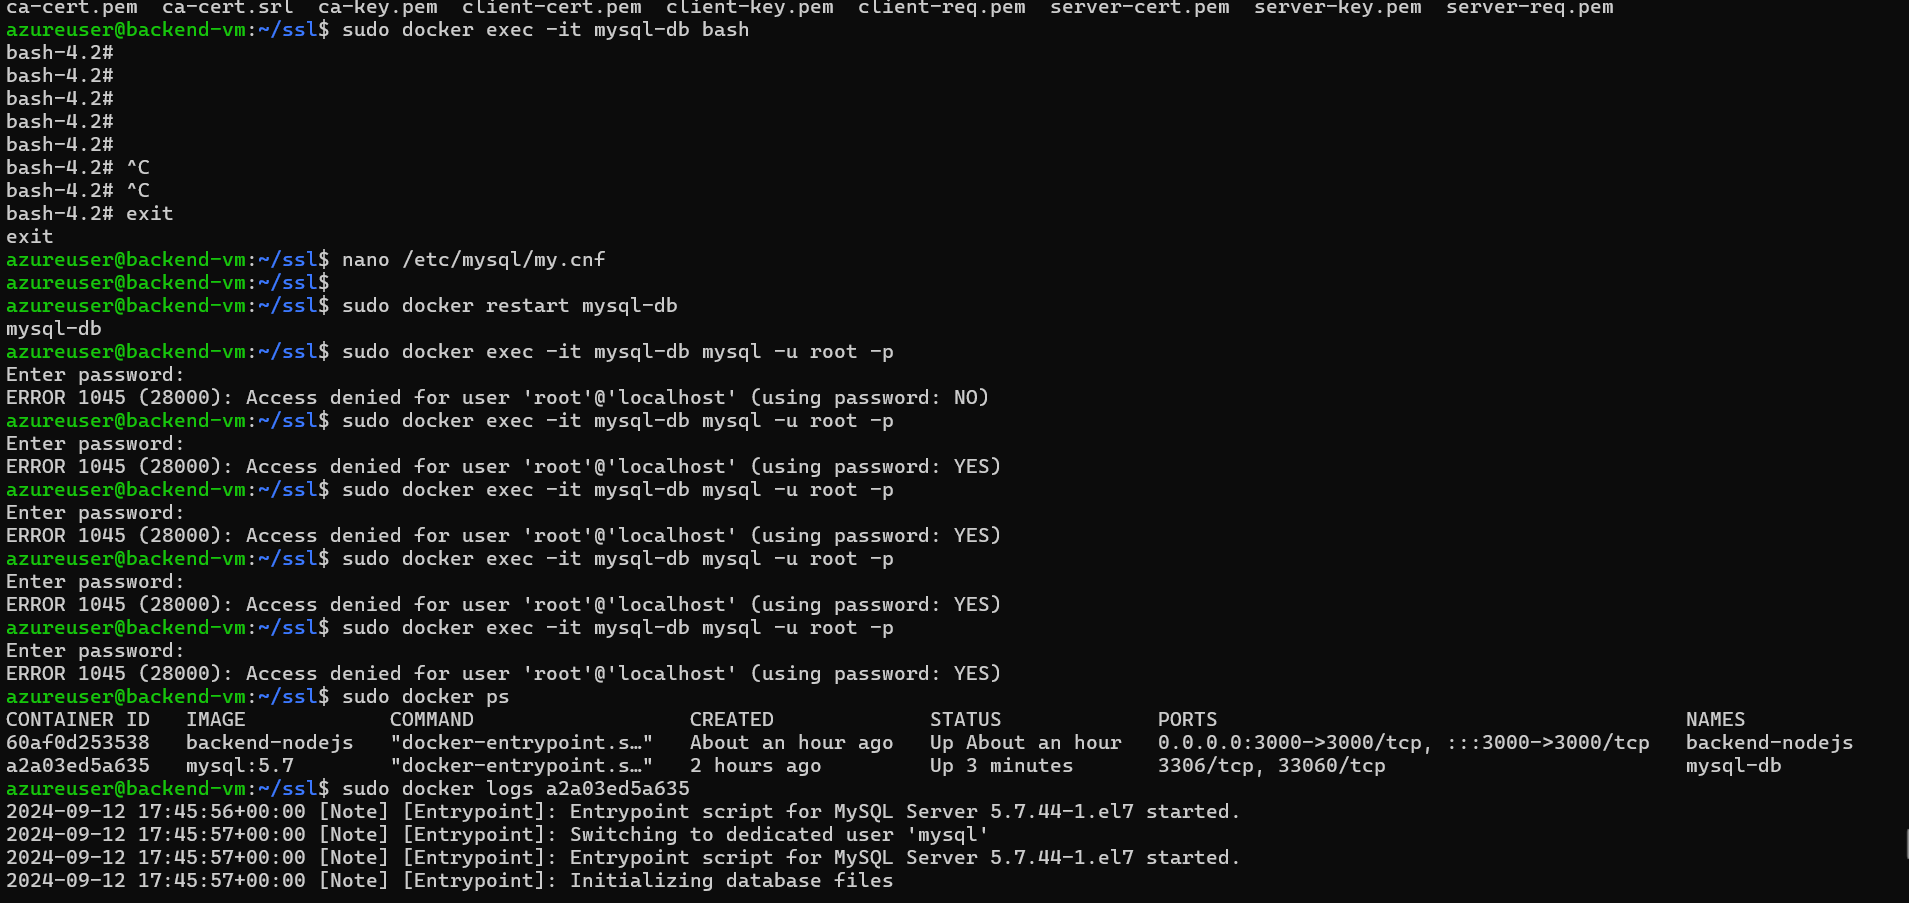 ca-cert.pem  ca-cert.srl  ca-key.pem  client-cert.pem  client-key.pem  client-req.pem  server-cert.pem  server-key.pem  server-req.pem
azureuser@backend-vm:~/ssl$ sudo docker exec -it mysql-db bash
bash-4.2#
bash-4.2#
bash-4.2#
bash-4.2#
bash-4.2#
bash-4.2# ^C
bash-4.2# ^C
bash-4.2# exit
exit
azureuser@backend-vm:~/ssl$ nano /etc/mysql/my.cnf
azureuser@backend-vm:~/ssl$
azureuser@backend-vm:~/ssl$ sudo docker restart mysql-db
mysql-db
azureuser@backend-vm:~/ssl$ sudo docker exec -it mysql-db mysql -u root -p
Enter password:
ERROR 1045 (28000): Access denied for user 'root'@'localhost' (using password: NO)
azureuser@backend-vm:~/ssl$ sudo docker exec -it mysql-db mysql -u root -p
Enter password:
ERROR 1045 (28000): Access denied for user 'root'@'localhost' (using password: YES)
azureuser@backend-vm:~/ssl$ sudo docker exec -it mysql-db mysql -u root -p
Enter password:
ERROR 1045 (28000): Access denied for user 'root'@'localhost' (using password: YES)
azureuser@backend-vm:~/ssl$ sudo docker exec -it mysql-db mysql -u root -p
Enter password:
ERROR 1045 (28000): Access denied for user 'root'@'localhost' (using password: YES)
azureuser@backend-vm:~/ssl$ sudo docker exec -it mysql-db mysql -u root -p
Enter password:
ERROR 1045 (28000): Access denied for user 'root'@'localhost' (using password: YES)
azureuser@backend-vm:~/ssl$ sudo docker ps
CONTAINER ID   IMAGE            COMMAND                  CREATED             STATUS             PORTS                                       NAMES
60af0d253538   backend-nodejs   "docker-entrypoint.s…"   About an hour ago   Up About an hour   0.0.0.0:3000->3000/tcp, :::3000->3000/tcp   backend-nodejs
a2a03ed5a635   mysql:5.7        "docker-entrypoint.s…"   2 hours ago         Up 3 minutes       3306/tcp, 33060/tcp                         mysql-db
azureuser@backend-vm:~/ssl$ sudo docker logs a2a03ed5a635
2024-09-12 17:45:56+00:00 [Note] [Entrypoint]: Entrypoint script for MySQL Server 5.7.44-1.el7 started.
2024-09-12 17:45:57+00:00 [Note] [Entrypoint]: Switching to dedicated user 'mysql'
2024-09-12 17:45:57+00:00 [Note] [Entrypoint]: Entrypoint script for MySQL Server 5.7.44-1.el7 started.
2024-09-12 17:45:57+00:00 [Note] [Entrypoint]: Initializing database files